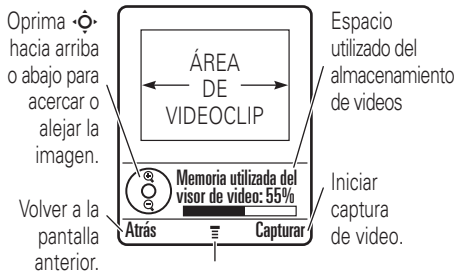 Oprima
hacia arriba
o abajo para
acercar o
alejar la
imagen.
Volver a la
pantalla
anterior.
ÁREA
DE
VIDEOCLIP
Memoria utilizada del
visor de video: 55%
Atrás
Capturar
Espacio
utilizado del
almacenamiento
de videos
Iniciar
captura
de video.